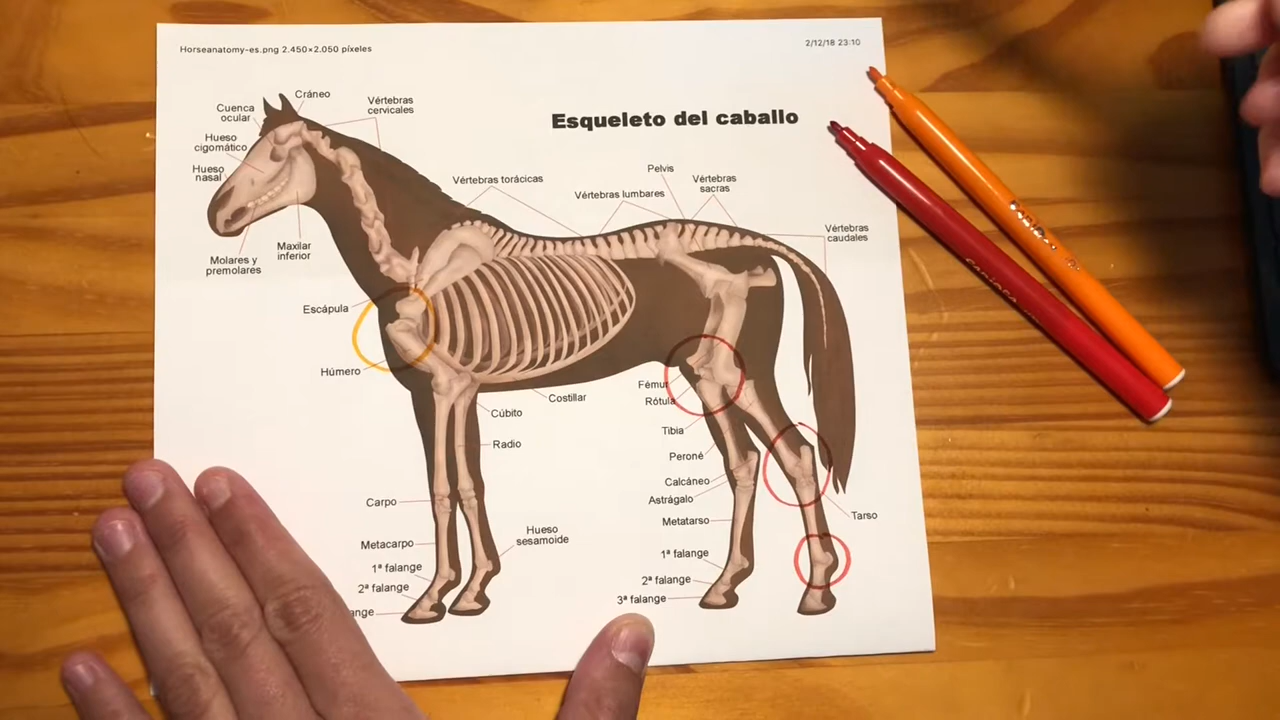 Horseanatomy-es.png 2.450×2.050 píxeles
2/12/18 23:10
Esqueleto del caballo
Cráneo
Cuenca
ocular
Vértebras
cervicales
Hueso
cigomático
Hueso
nasal
Molares y
premolares
Maxilar
inferior
Vértebras torácicas
Vértebras lumbares
Pelvis
Vértebras
sacras
Vértebras
caudales
Escápula
Húmero
Costillar
Cúbito
Radio
Carpo
Metacarpo
Hueso
sesamoide
1ª falange
2ª falange
ange
Fémur
Rótula
Tibia
Peroné
Calcáneo
Astrágalo
Metatarso
Tarso
1ª falange
2ª falange
3ª falange
CARIOCA